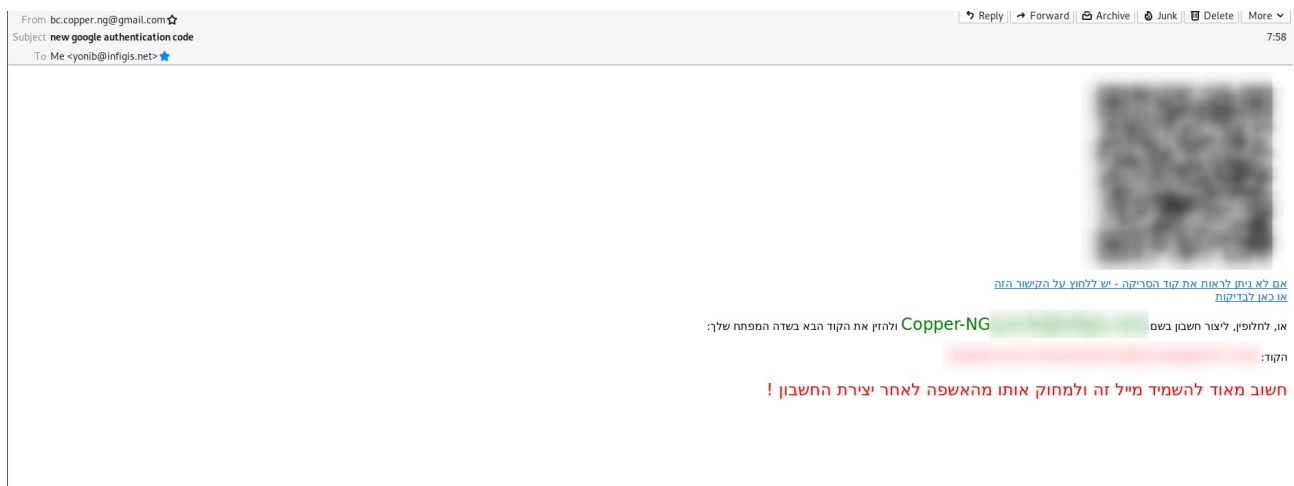 Reply Forward Archive Junk Delete More
From bc.copper.ng@gmail.com
Subject new google authentication code 7:58
To Me <yonib@infigis.net>
אם לא ניתן לראות את קוד הסריקה - יש ללחוץ על הקישור הזה
או כאן לבדיקות
או, לחלופין, ליצור חשבון בשם Copper-NG ולהזין את הקוד הבא בשדה המפתח שלך:
הקוד:
חשוב מאוד להשמיד מייל זה ולמחוק אותו מהאשפה לאחר יצירת החשבון !